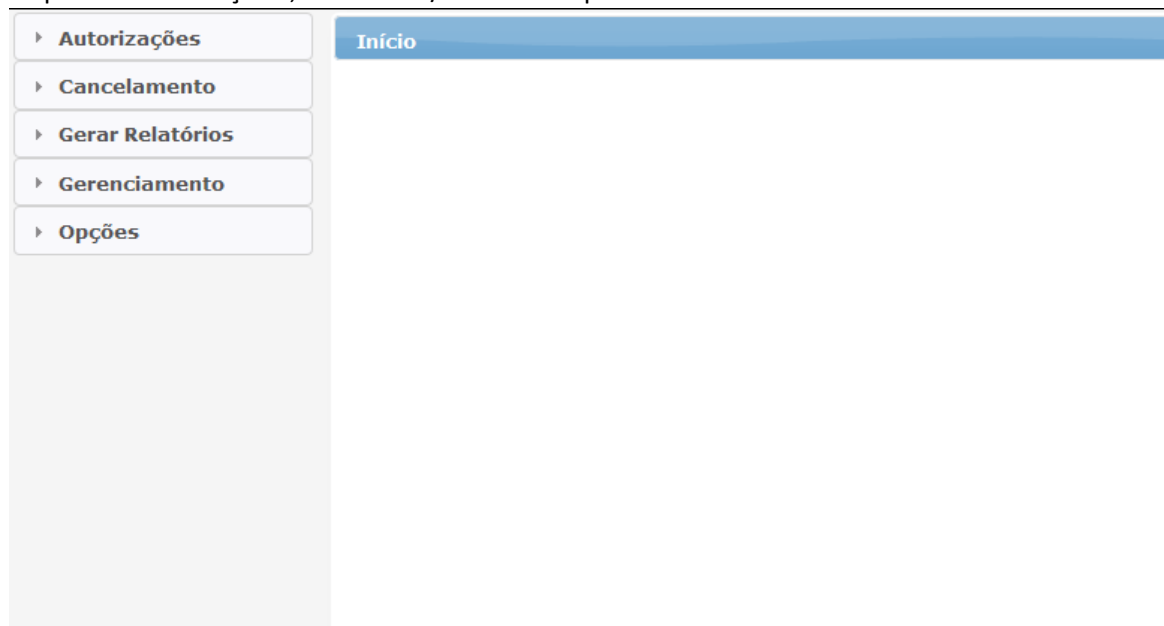 Autorizações
Início
Cancelamento
Gerar Relatórios
Gerenciamento
Opções